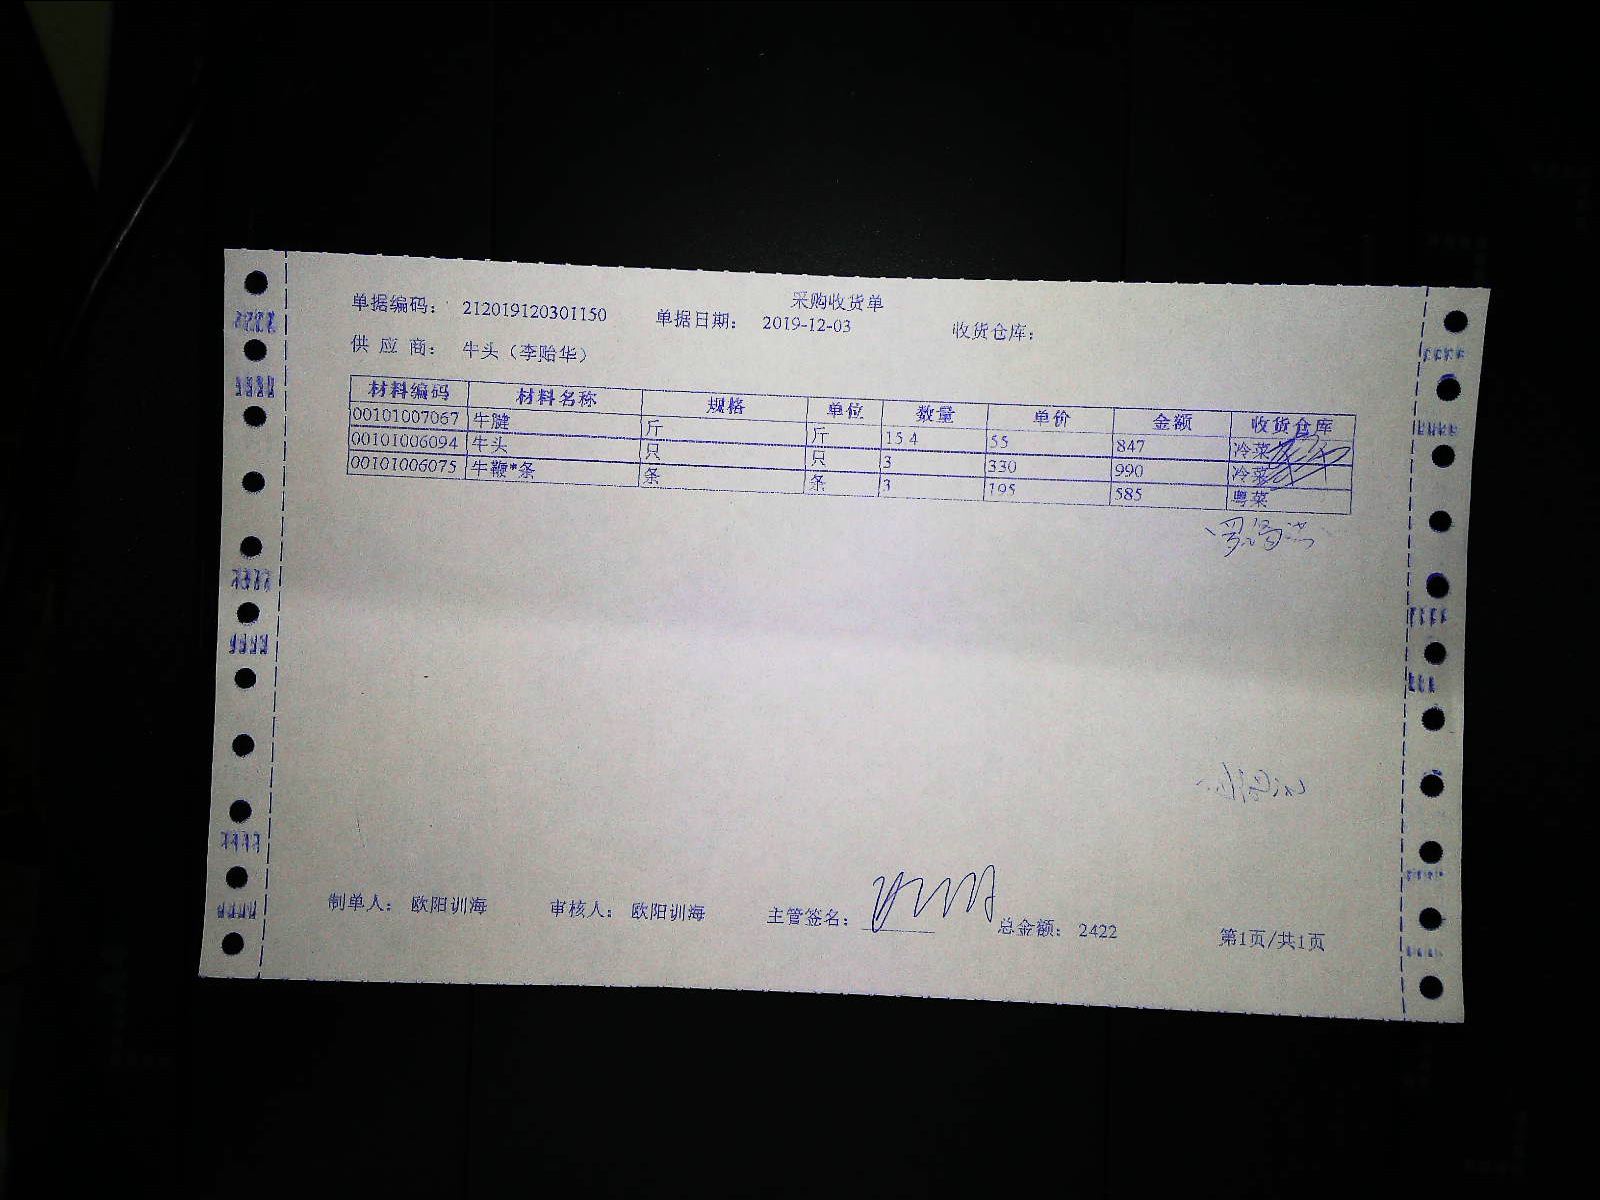 采购收货单
单据编码： 212019120301150 单据日期： 2019-12-03 收货仓库：
供 应 商： 牛头（李贻华）
材料编码 材料名称 规格 单位 数量 单价 金额 收货仓库
00101007067 牛腱 斤 斤 15.4 55 847 冷菜
00101006094 牛头 只 只 3 330 990 冷菜
00101006075 牛鞭*条 条 条 3 195 585 粤菜
制单人： 欧阳训海 审核人： 欧阳训海 主管签名： 总金额： 2422 第1页/共1页